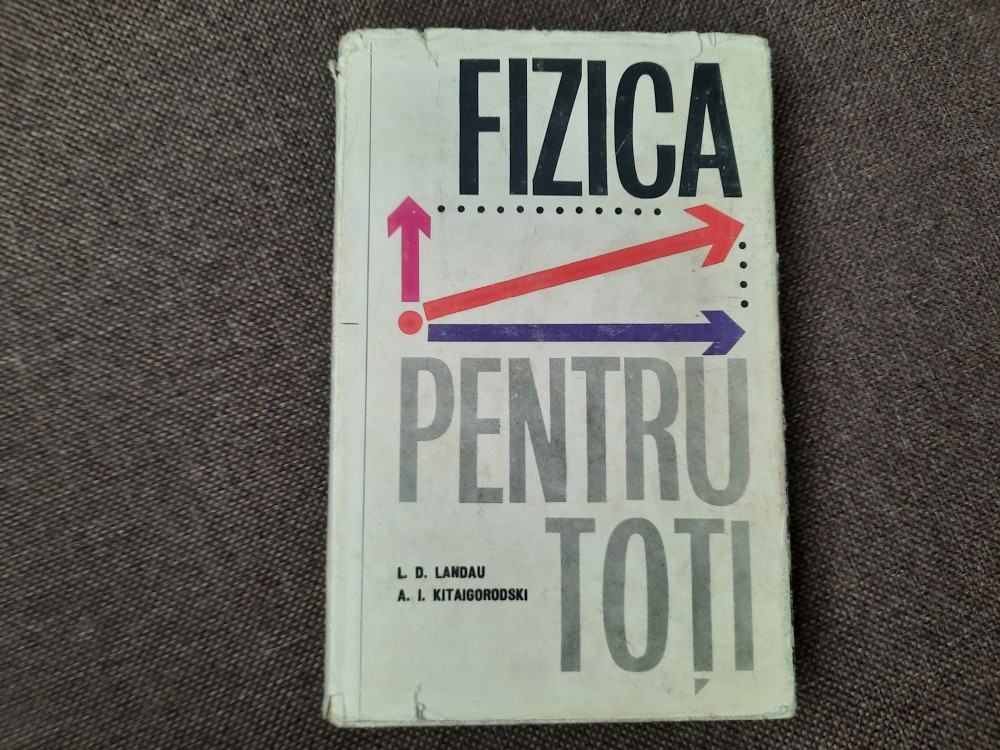 FIZICA
PENTRU
TOȚI
L. D. LANDAU
A. I. KITAIGORODSKI